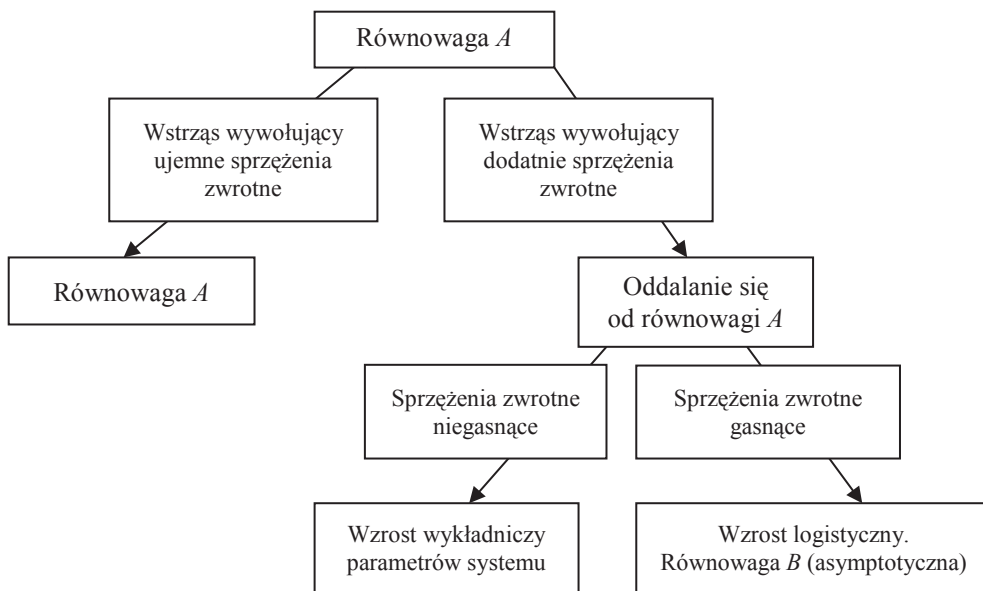 Równowaga A
Wstrząs wywołujący
ujemne sprzężenia
zwrotne
Wstrząs wywołujący
dodatnie sprzężenia
zwrotne
Równowaga A
Oddalanie się
od równowagi A
Sprzężenia zwrotne
niegasnące
Sprzężenia zwrotne
gasnące
Wzrost wykładniczy
parametrów systemu
Wzrost logistyczny.
Równowaga B (asymptotyczna)